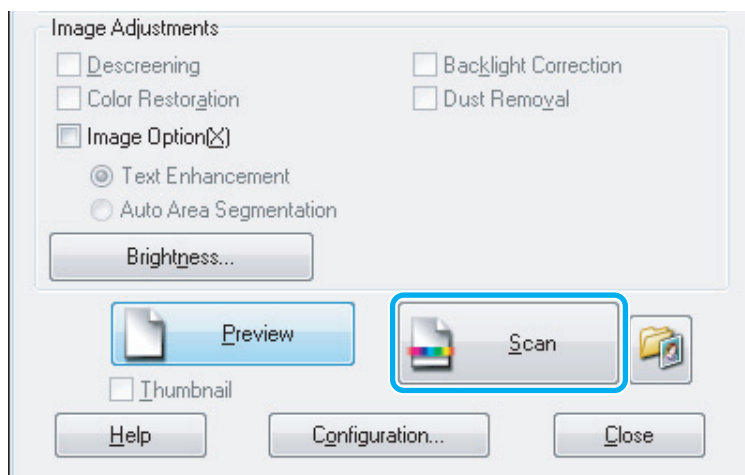 Image Adjustments
Descreening Backlight Correction
Color Restoration Dust Removal
Image Option(X)
Text Enhancement
Auto Area Segmentation
Brightness...
Preview Scan
Thumbnail
Help Configuration... Close